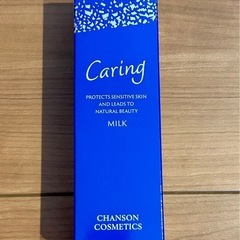 Caring
PROTECTS SENSITIVE SKIN
AND LEADS TO
NATURAL BEAUTY
MILK
CHANSON
COSMETICS